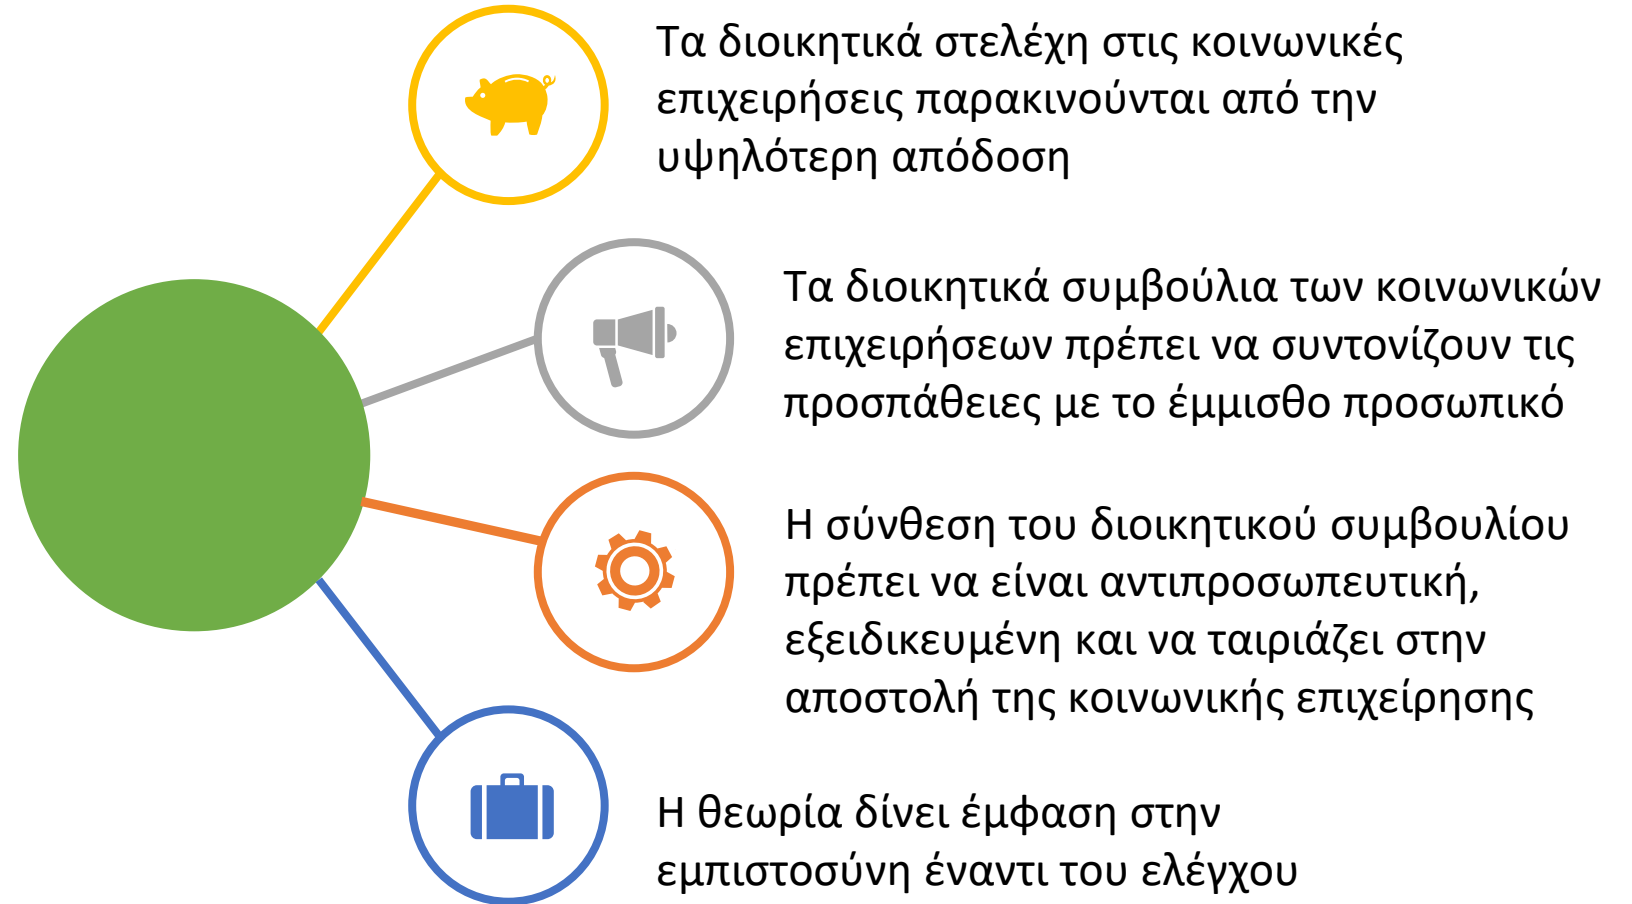 Τα διοικητικά στελέχη στις κοινωνικές
επιχειρήσεις παρακινούνται από την
υψηλότερη απόδοση
Τα διοικητικά συμβούλια των κοινωνικών
επιχειρήσεων πρέπει να συντονίζουν τις
προσπάθειες με το έμμισθο προσωπικό
Η σύνθεση του διοικητικού συμβουλίου
πρέπει να είναι αντιπροσωπευτική,
εξειδικευμένη και να ταιριάζει στην
αποστολή της κοινωνικής επιχείρησης
Η θεωρία δίνει έμφαση στην
εμπιστοσύνη έναντι του ελέγχου